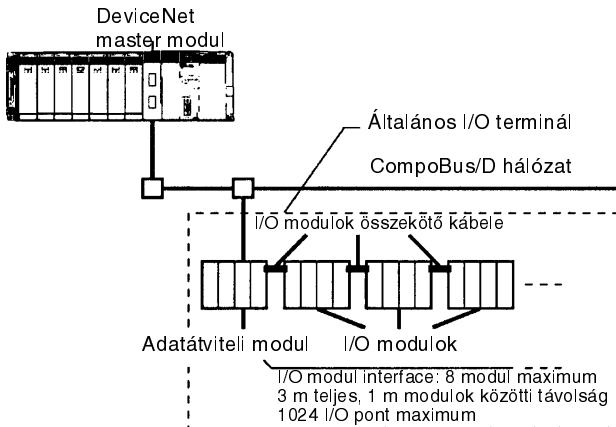 DeviceNet
master modul
Általános I/O terminál
CompoBus/D hálózat
I/O modulok összekötő kábele
Adatátviteli modul
I/O modulok
I/O modul interface: 8 modul maximum
3 m teljes, 1 m modulok közötti távolság
1024 I/O pont maximum